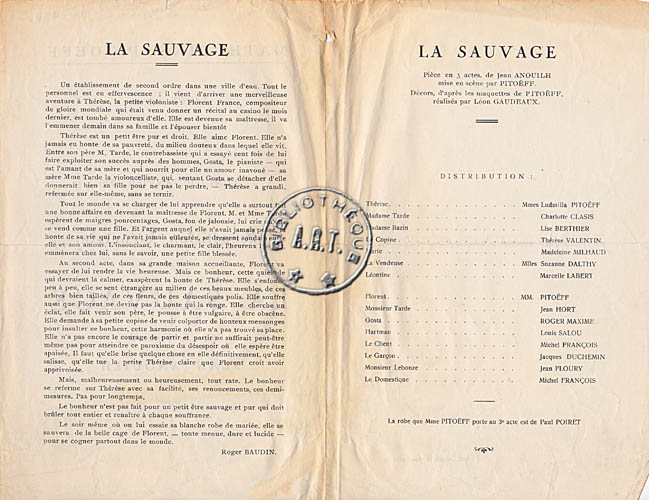 LA SAUVAGE
Un établissement de second ordre dans une ville d'eau. Tout le
personnel est en effervescence ; il vient d'arriver une merveilleuse
aventure à Thérèse, la petite violoniste : Florent France, compositeur
de gloire mondiale qui était venu donner un récital au casino le mois
dernier, est tombé amoureux d'elle. Elle est devenue sa maîtresse, il va
l'emmener demain dans sa famille et l'épouser bientôt
Thérèse est un petit être pur et droit. Elle aime Florent. Elle n'a
jamais eu honte de sa pauvreté, du milieu douteux dans lequel elle vit.
Entre son père M. Tarde, le contrebassiste qui a essayé cent fois de lui
faire exploiter son succès auprès des hommes, Gosta, le pianiste — qui
est l'amant de sa mère et qui nourrit pour elle un amour inavoué — sa
mère Mme Tarde la violoncelliste, qui, sentant Gosta se détacher d'elle
donnerait bien sa fille pour ne pas le perdre, — Thérèse a grandi,
refermée sur elle-même, sans se ternir.
Tout le monde va se charger de lui apprendre qu'elle a surtout fait
une bonne affaire en devenant la maîtresse de Florent. M. et Mme Tarde
espèrent de maigres pourcentages, Gosta, fou de jalousie, lui crie
se vend comme une fille. Et l'argent auquel elle n'avait jamais pensé,
honte de sa vie qui ne l'avait jamais effleurée, se dressent soudain entre
elle et son amour. L'insouciant, le charmant, le clair, l'heureux
emmènera chez lui, sans le savoir, une petite fille blessée.
Au second acte, dans sa grande maison accueillante, Florent va
essayer de lui rendre la vie heureuse. Mais ce bonheur, cette quiétude
qui devraient la calmer, exaspèrent la honte de Thérèse. Elle s'enfonce
peu à peu, elle se sent étrangère au milieu de ces beaux meubles, de ces
arbres bien taillés, de ces fleurs, de ces domestiques polis. Elle souffre
aussi que Florent ne devine pas la honte qui la ronge. Elle cherche un
éclat, elle fait venir son père, le pousse à être vulgaire, à être obscène.
Elle demande à sa petite copine de venir colporter de honteux mensonges
pour insulter ce bonheur, cette harmonie où elle n'a pas trouvé sa place.
Elle n'a pas encore le courage de partir et partir ne suffirait peut-être
même pas pour atteindre ce paroxisme du désespoir où elle espère être
apaisée. Il faut qu'elle brise quelque chose en elle définitivement, qu'elle
salisse, qu'elle tue la petite Thérèse claire que Florent croit avoir
apprivoisée.
Mais, malheureusement ou heureusement, tout rate. Le bonheur
se referme sur Thérèse avec sa facilité, ses renoncements, ces demi-
mesures. Pas pour longtemps,
Le bonheur n'est pas fait pour un petit être sauvage et pur qui doit
brûler tout entier et renaître à chaque souffrance.
Le soir même où on lui essaie sa blanche robe de mariée, elle se
sauvera de la belle cage de Florent, — toute menue, dure et lucide —
pour se cogner partout dans le monde.
Roger BAUDIN.
LA SAUVAGE
Pièce en 3 actes, de Jean ANOUILH
mise en scène par PITOËFF.
Décors, d'après les maquettes de PITOËFF,
réalisés par Léon GAUDEAUX.
DISTRIBUTION :
Thérèse. Mmes Ludmilla PITOËFF
Madame Tarde Charlotte CLASIS
Madame Bazin Lise BERTHIER
Copine Thérèse VALENTIN
Madeleine MILHAUD
La Vendeuse Mlles Suzanne DALTHY
Léontine Marcelle LABERT
Florent MM. PITOËFF
Monsieur Tarde Jean HORT
Gosta ROGER MAXIME
Hartman Louis SALOU
Le Client Michel FRANÇOIS
Le Garçon Jacques DUCHEMIN
Monsieur Lebonze Jean FLOURY
Le Domestique Michel FRANÇOIS
La robe que Mme PITOËFF porte au 3e acte est de Paul POIRET
BIBLIOTHÈQUE
A.R.T.